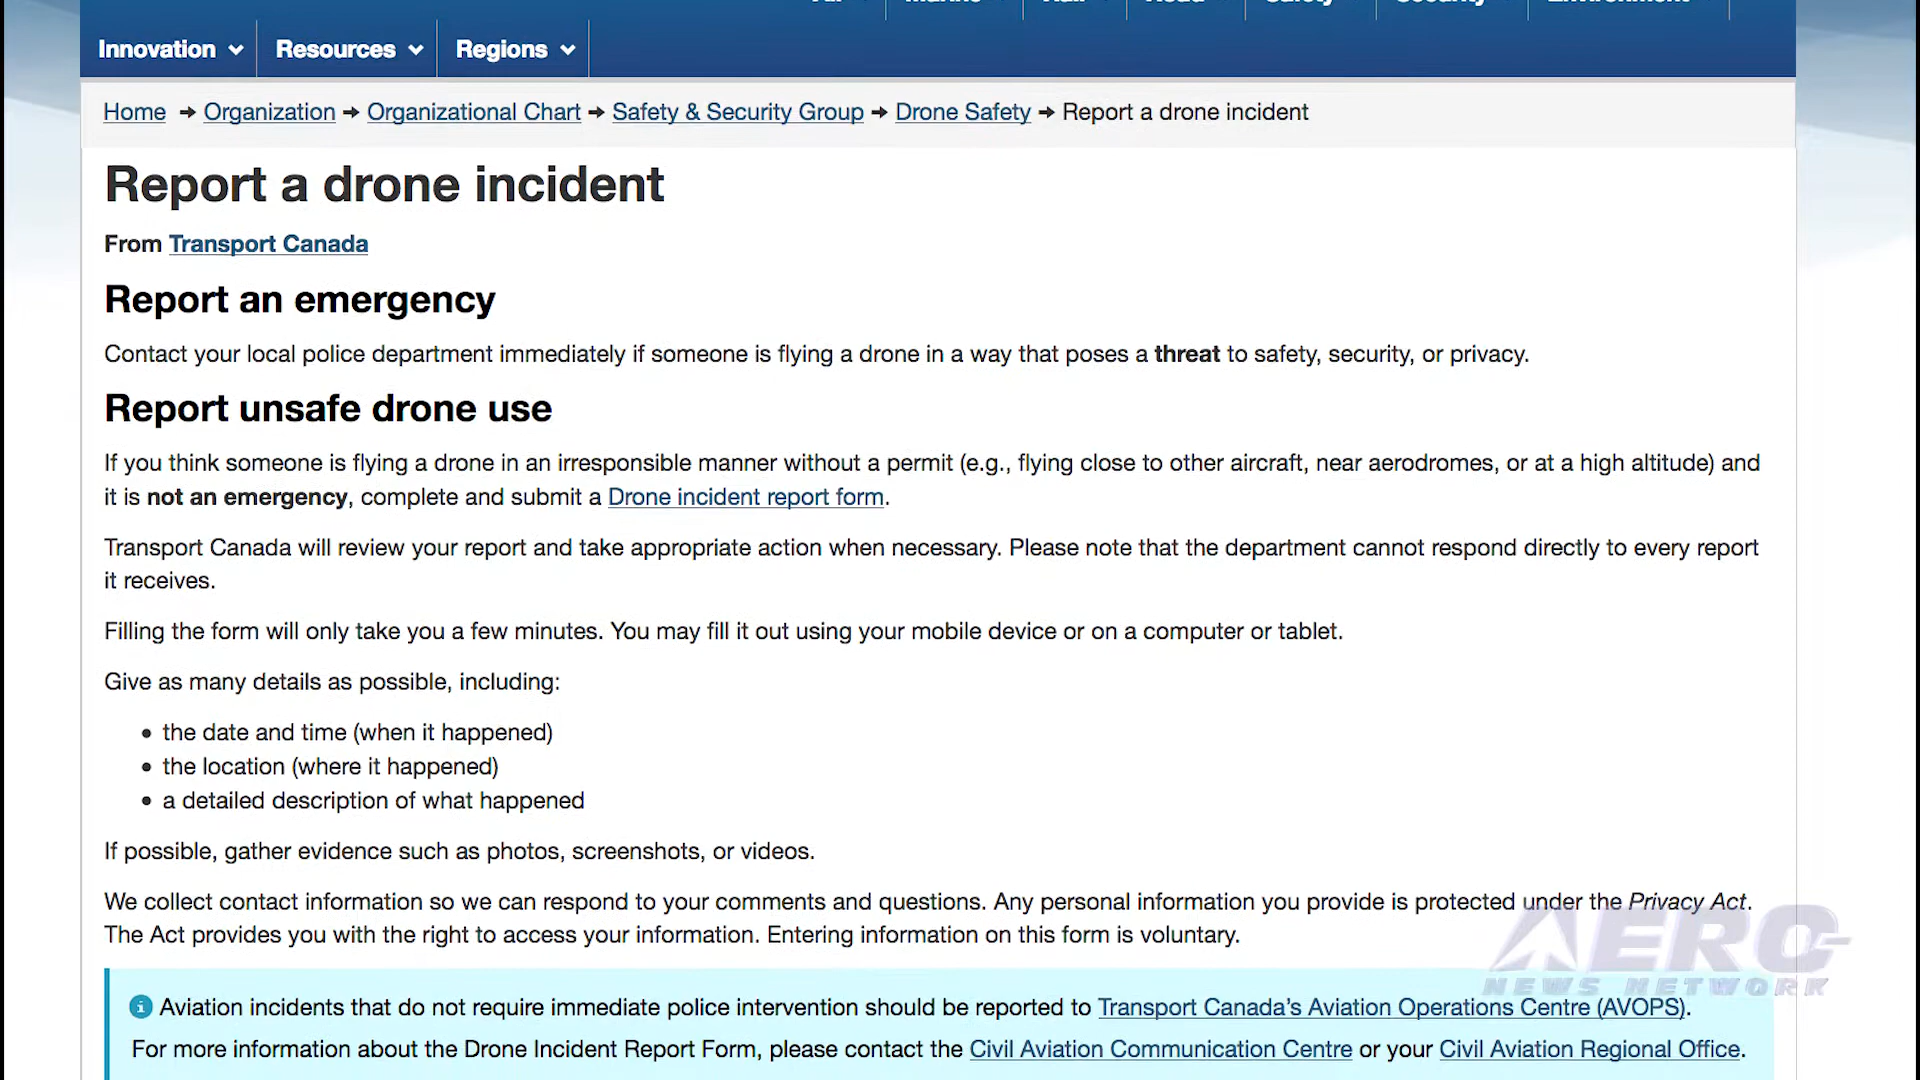 Air Marine Rail Road Safety Security Environment
Innovation Resources Regions
Home → Organization → Organizational Chart → Safety & Security Group → Drone Safety → Report a drone incident
Report a drone incident
From Transport Canada
Report an emergency
Contact your local police department immediately if someone is flying a drone in a way that poses a threat to safety, security, or privacy.
Report unsafe drone use
If you think someone is flying a drone in an irresponsible manner without a permit (e.g., flying close to other aircraft, near aerodromes, or at a high altitude) and
it is not an emergency, complete and submit a Drone incident report form.
Transport Canada will review your report and take appropriate action when necessary. Please note that the department cannot respond directly to every report
it receives.
Filling the form will only take you a few minutes. You may fill it out using your mobile device or on a computer or tablet.
Give as many details as possible, including:
• the date and time (when it happened)
• the location (where it happened)
• a detailed description of what happened
If possible, gather evidence such as photos, screenshots, or videos.
We collect contact information so we can respond to your comments and questions. Any personal information you provide is protected under the Privacy Act.
The Act provides you with the right to access your information. Entering information on this form is voluntary.
AERO-
NEWS NETWORK
Aviation incidents that do not require immediate police intervention should be reported to Transport Canada's Aviation Operations Centre (AVOPS).
For more information about the Drone Incident Report Form, please contact the Civil Aviation Communication Centre or your Civil Aviation Regional Office.